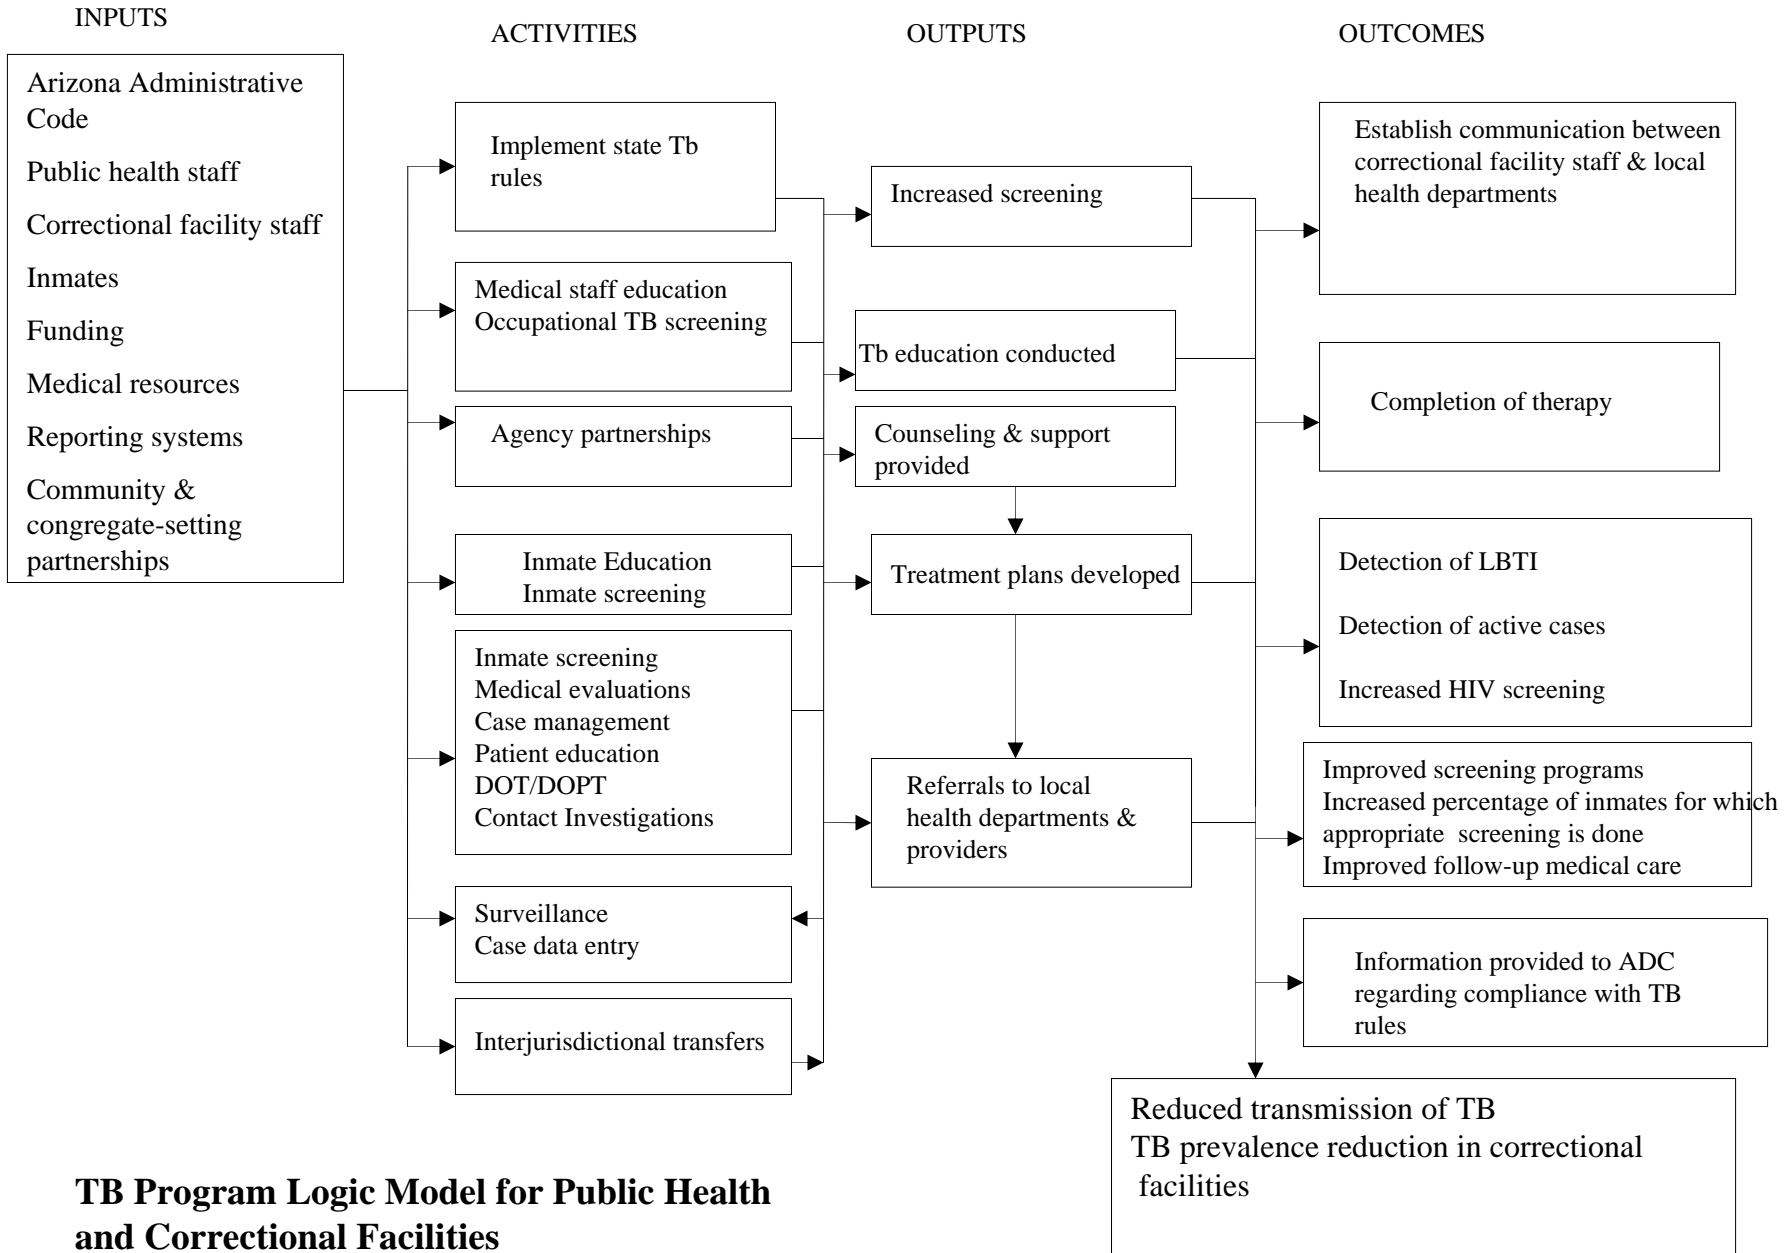 INPUTS
ACTIVITIES
OUTPUTS
OUTCOMES
Arizona Administrative
Code
Public health staff
Correctional facility staff
Inmates
Funding
Medical resources
Reporting systems
Community &
congregate-setting
partnerships
Implement state Tb
rules
Medical staff education
Occupational TB screening
Agency partnerships
Inmate Education
Inmate screening
Inmate screening
Medical evaluations
Case management
Patient education
DOT/DOPT
Contact Investigations
Surveillance
Case data entry
Interjurisdictional transfers
Increased screening
Tb education conducted
Counseling & support
provided
Treatment plans developed
Referrals to local
health departments &
providers
Establish communication between
correctional facility staff & local
health departments
Completion of therapy
Detection of LBTI
Detection of active cases
Increased HIV screening
Improved screening programs
Increased percentage of inmates for which
appropriate  screening is done
Improved follow-up medical care
Information provided to ADC
regarding compliance with TB
rules
Reduced transmission of TB
TB prevalence reduction in correctional
facilities
TB Program Logic Model for Public Health
and Correctional Facilities